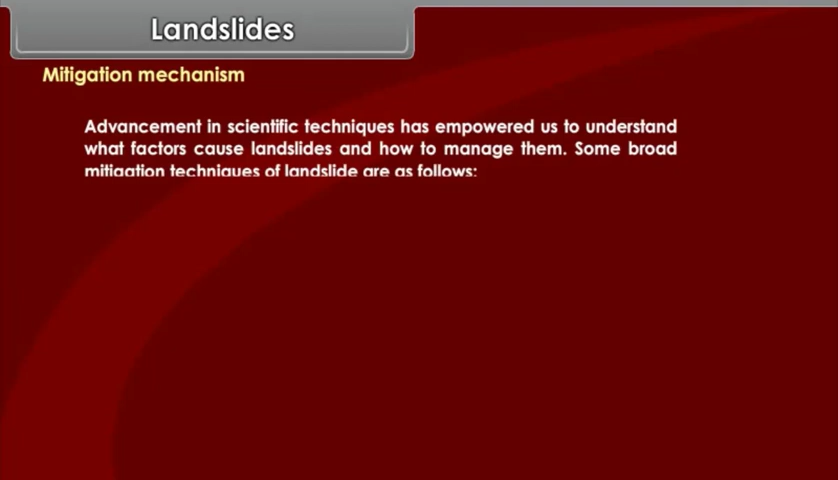 Landslides
Mitigation mechanism
Advancement in scientific techniques has empowered us to understand
what factors cause landslides and how to manage them. Some broad
mitigation techniques of landslide are as follows: